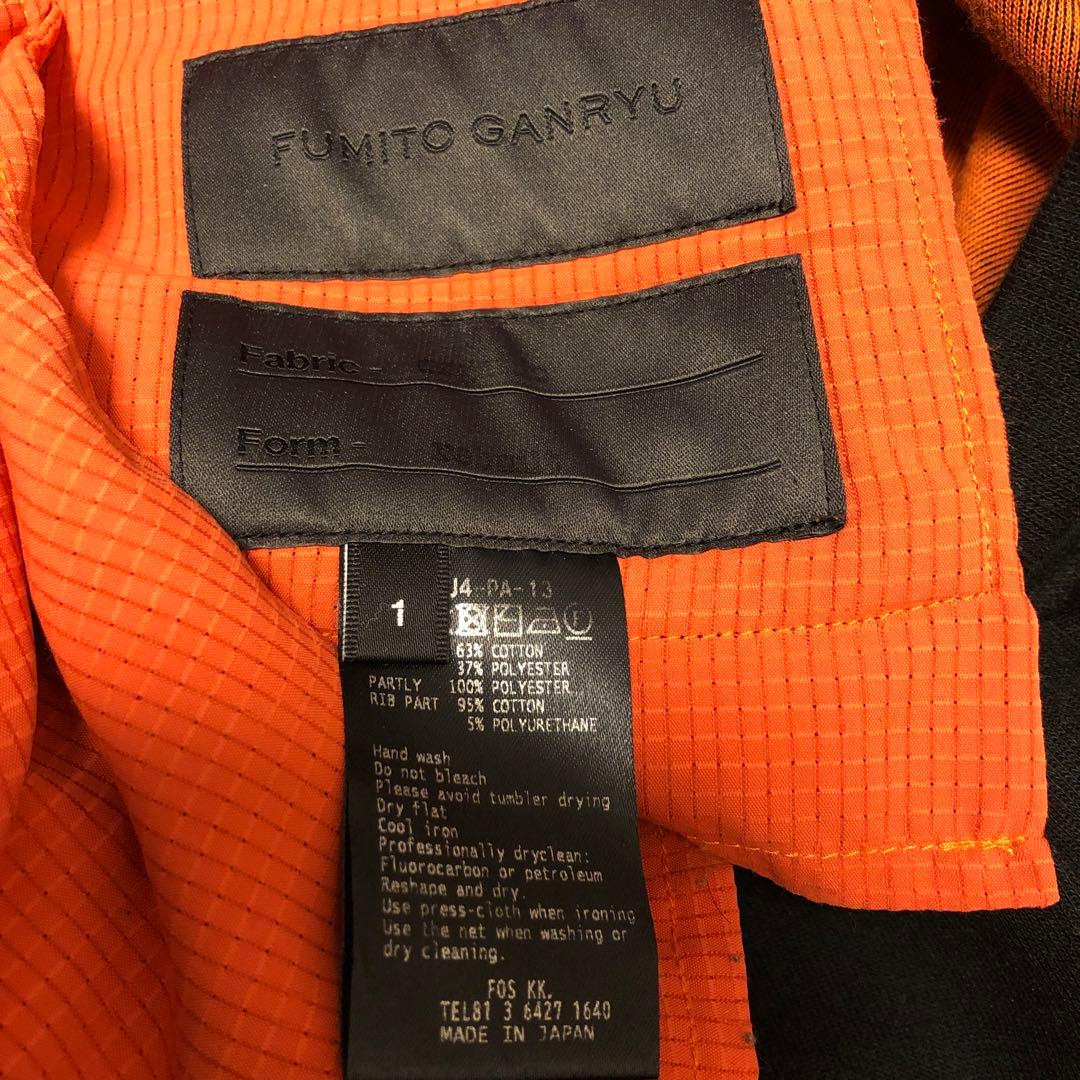 FUMITO GANRYU
Fabric -
Form -
1
J4-PA-13
63% COTTON
37% POLYESTER
PARTLY 100% POLYESTER
RIB PART 95% COTTON
5% POLYURETHANE
Hand wash
Do not bleach
Please avoid tumbler drying
Dry flat
Cool iron
Professionally dryclean:
Fluorocarbon or petroleum
Reshape and dry.
Use press-cloth when ironing
Use the net when washing or
dry cleaning.
FOS KK.
TEL81 3 6427 1640
MADE IN JAPAN